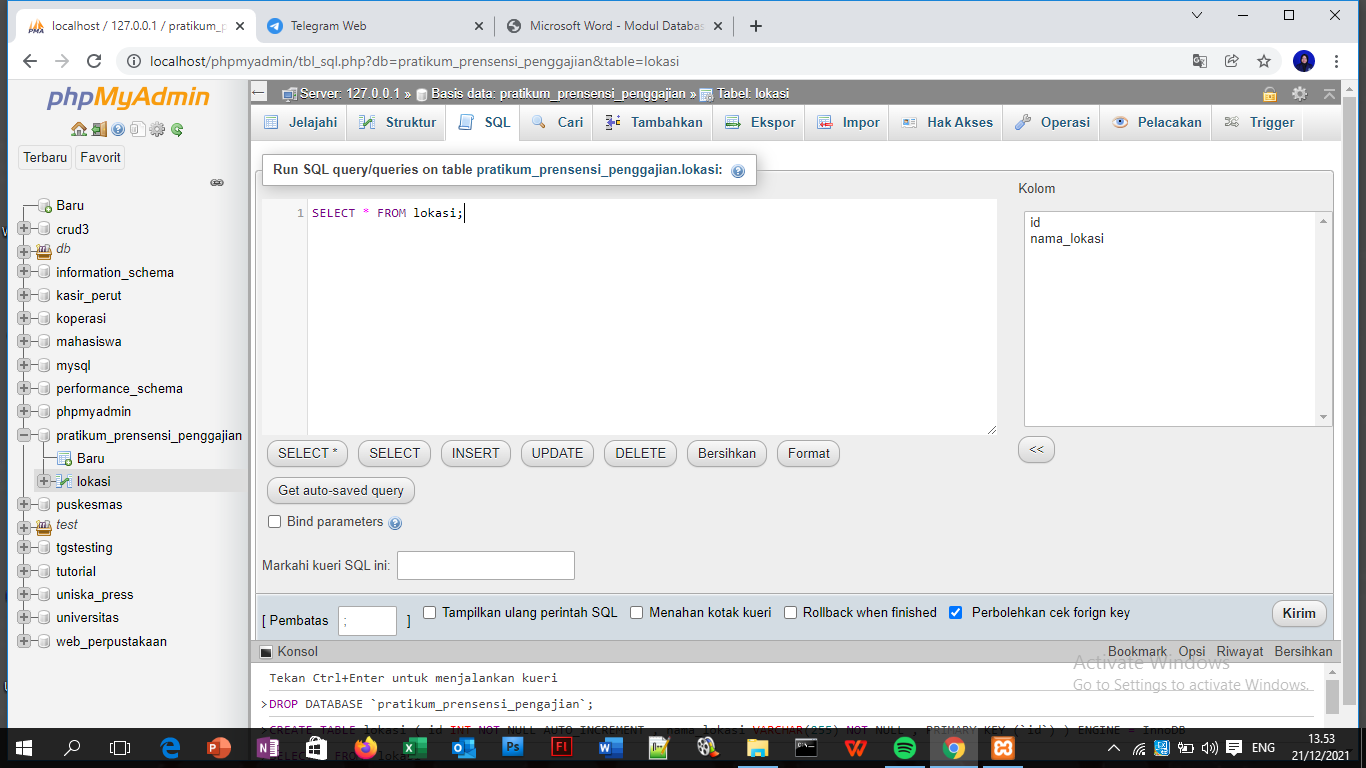 localhost / 127.0.0.1 / pratikum_p
Telegram Web
Microsoft Word - Modul Databas
localhost/phpmyadmin/tbl_sql.php?db=pratikum_prensensi_penggajian&table=lokasi
phpMyAdmin
Terbaru Favorit
Baru
crud3
db
information_schema
kasir_perut
koperasi
mahasiswa
mysql
performance_schema
phpmyadmin
pratikum_prensensi_penggajian
Baru
lokasi
puskesmas
test
tgstesting
tutorial
uniska_press
universitas
web_perpustakaan
Server: 127.0.0.1 » Basis data: pratikum_prensensi_penggajian » Tabel: lokasi
Jelajahi Struktur SQL Cari Tambahkan Ekspor Impor Hak Akses Operasi Pelacakan Trigger
Run SQL query/queries on table pratikum_prensensi_penggajian.lokasi:
1 SELECT * FROM lokasi;
Kolom
id
nama_lokasi
<<
SELECT * SELECT INSERT UPDATE DELETE Bersihkan Format
Get auto-saved query
Bind parameters
Markahi kueri SQL ini:
[ Pembatas ; ] Tampilkan ulang perintah SQL Menahan kotak kueri Rollback when finished Perbolehkan cek forign key Kirim
Konsol Bookmark Opsi Riwayat Bersihkan
Activate Windows
Go to Settings to activate Windows.
Tekan Ctrl+Enter untuk menjalankan kueri
>DROP DATABASE `pratikum_prensensi_pengajian`;
>CREATE TABLE lokasi ( id INT NOT NULL AUTO_INCREMENT , nama_lokasi VARCHAR(255) NOT NULL , PRIMARY KEY (`id`) ) ENGINE = InnoDB
ENG
13.53
21/12/2021